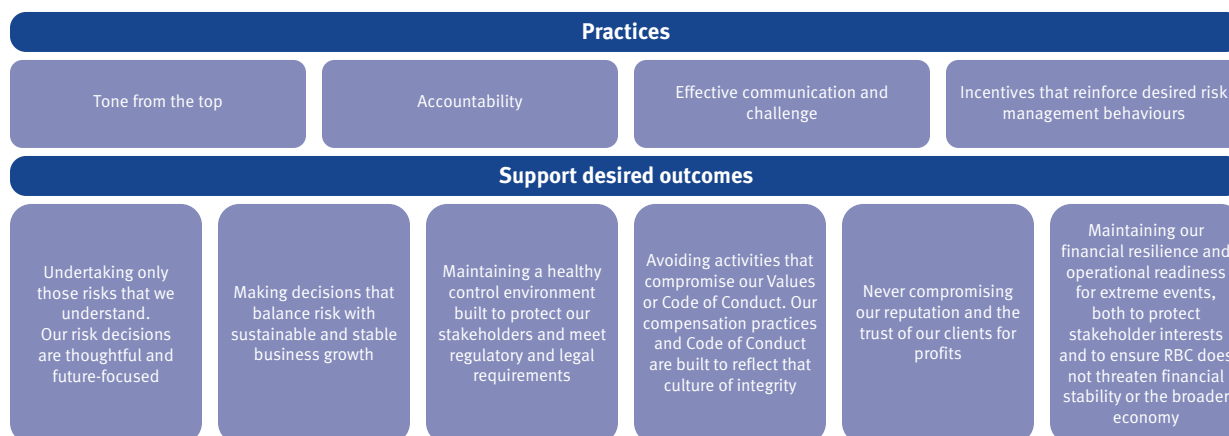 Practices
Tone from the top
Accountability
Effective communication and
challenge
Incentives that reinforce desired risk
management behaviours
Support desired outcomes
Undertaking only
those risks that we
understand.
Our risk decisions
are thoughtful and
future-focused
Making decisions that
balance risk with
sustainable and stable
business growth
Maintaining a healthy
control environment
built to protect our
stakeholders and meet
regulatory and legal
requirements
Avoiding activities that
compromise our Values
or Code of Conduct. Our
compensation practices
and Code of Conduct
are built to reflect that
culture of integrity
Never compromising
our reputation and the
trust of our clients for
profits
Maintaining our
financial resilience and
operational readiness
for extreme events,
both to protect
stakeholder interests
and to ensure RBC does
not threaten financial
stability or the broader
economy